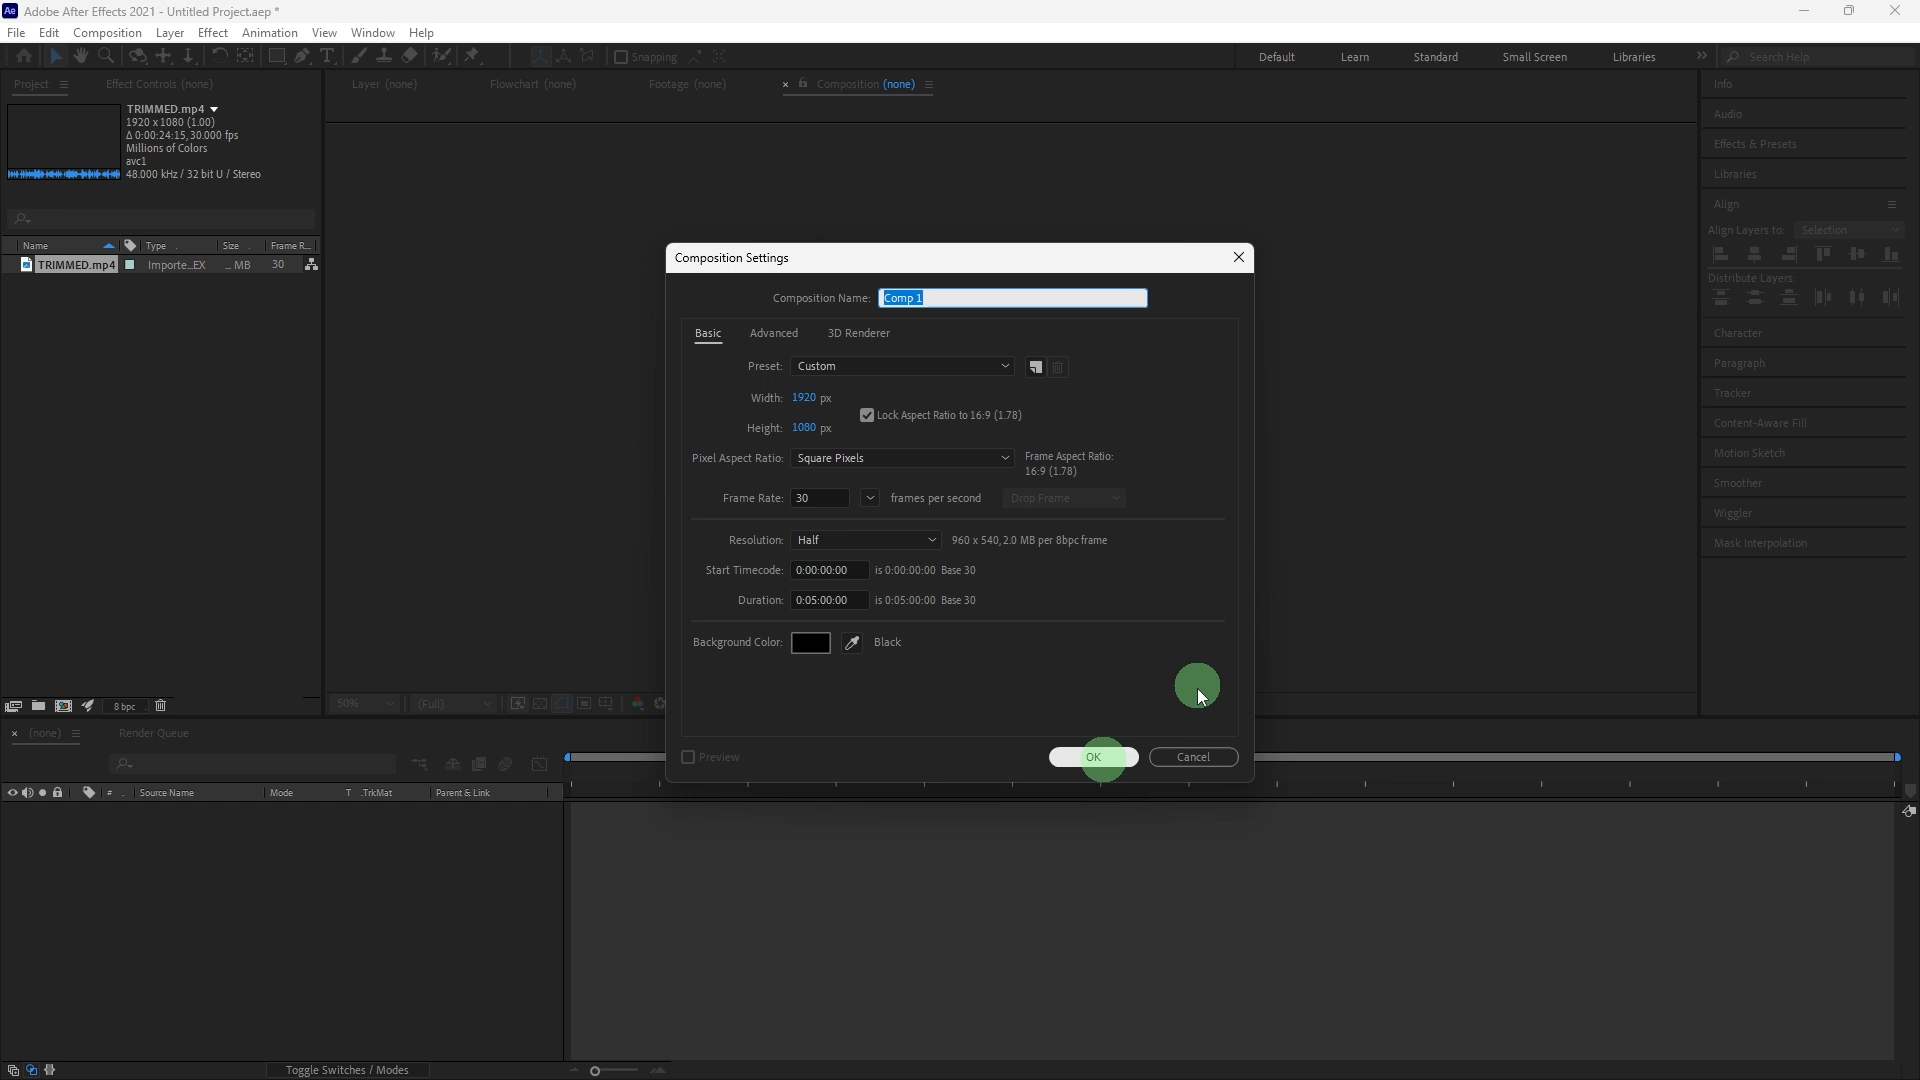 Ae Adobe After Effects 2021 - Untitled Project.aep *
File Edit Composition Layer Effect Animation View Window Help
Snapping
Default Learn Standard Small Screen Libraries Search Help
Project Effect Controls (none)
Layer (none) Flowchart (none) Footage (none) Composition (none)
TRIMMED.mp4
1920 x 1080 (1.00)
Δ 0:00:24:15, 30.000 fps
Millions of Colors
avc1
48.000 kHz / 32 bit U / Stereo
Name Type Size Frame R...
TRIMMED.mp4 Importe...EX ... MB 30
8 bpc
50% (Full)
Composition Settings
Composition Name: Comp 1
Basic Advanced 3D Renderer
Preset: Custom
Width: 1920 px
Lock Aspect Ratio to 16:9 (1.78)
Height: 1080 px
Pixel Aspect Ratio: Square Pixels Frame Aspect Ratio:
16:9 (1.78)
Frame Rate: 30 frames per second Drop Frame
Resolution: Half 960 x 540, 2.0 MB per 8bpc frame
Start Timecode: 0:00:00:00 is 0:00:00:00 Base 30
Duration: 0:05:00:00 is 0:05:00:00 Base 30
Background Color: Black
Preview OK Cancel
Info
Audio
Effects & Presets
Libraries
Align
Align Layers to: Selection
Distribute Layers:
Character
Paragraph
Tracker
Content-Aware Fill
Motion Sketch
Smoother
Wiggler
Mask Interpolation
(none) Render Queue
# Source Name Mode T .TrkMat Parent & Link
Toggle Switches / Modes